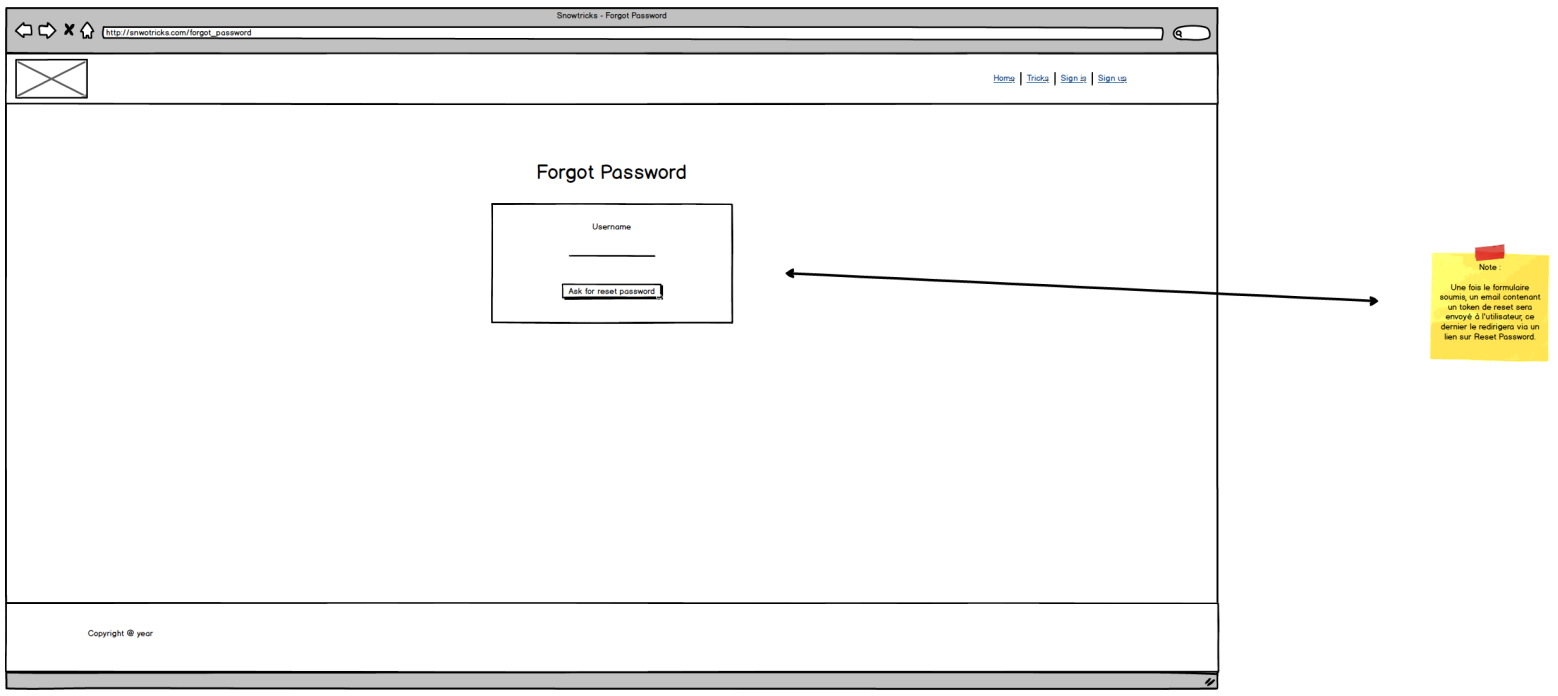 Snowtricks - Forgot Password
http://snwotricks.com/forgot_password
Home Tricks Sign in Sign up
Forgot Password
Username
Ask for reset password
Note :
Une fois le formulaire
soumis, un email contenant
un token de reset sera
envoyé à l'utilisateur, ce
dernier le redirigera via un
lien sur Reset Password.
Copyright @ year